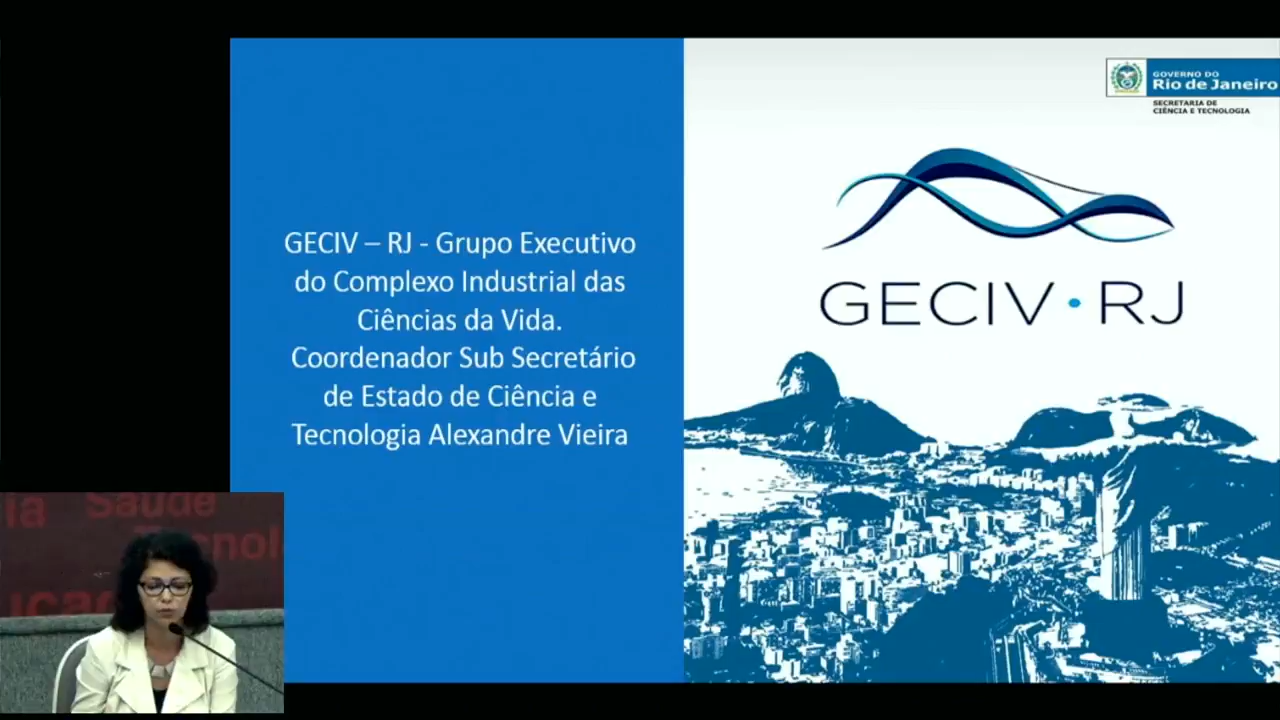 GOVERNO DO
Rio de Janeiro
SECRETARIA DE
CIÊNCIA E TECNOLOGIA
GECIV – RJ - Grupo Executivo
do Complexo Industrial das
Ciências da Vida.
Coordenador Sub Secretário
de Estado de Ciência e
Tecnologia Alexandre Vieira
GECIV·RJ
Saúde